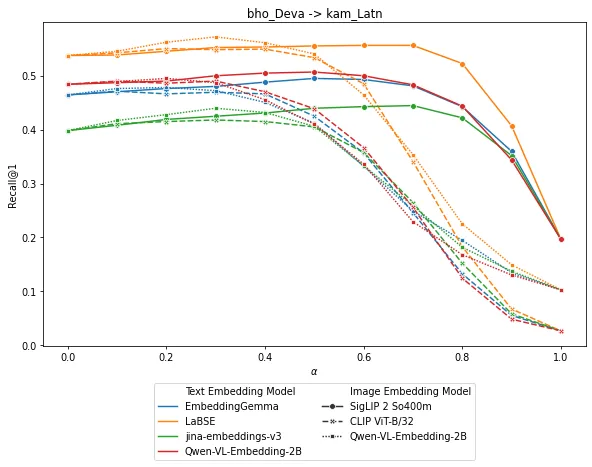 bho_Deva -> kam_Latn
Recall@1
0.5
0.4
0.3
0.2
0.1
0.0
0.0 0.2 0.4 0.6 0.8 1.0
α
Text Embedding Model Image Embedding Model
EmbeddingGemma SigLIP 2 So400m
LaBSE CLIP ViT-B/32
jina-embeddings-v3 Qwen-VL-Embedding-2B
Qwen-VL-Embedding-2B